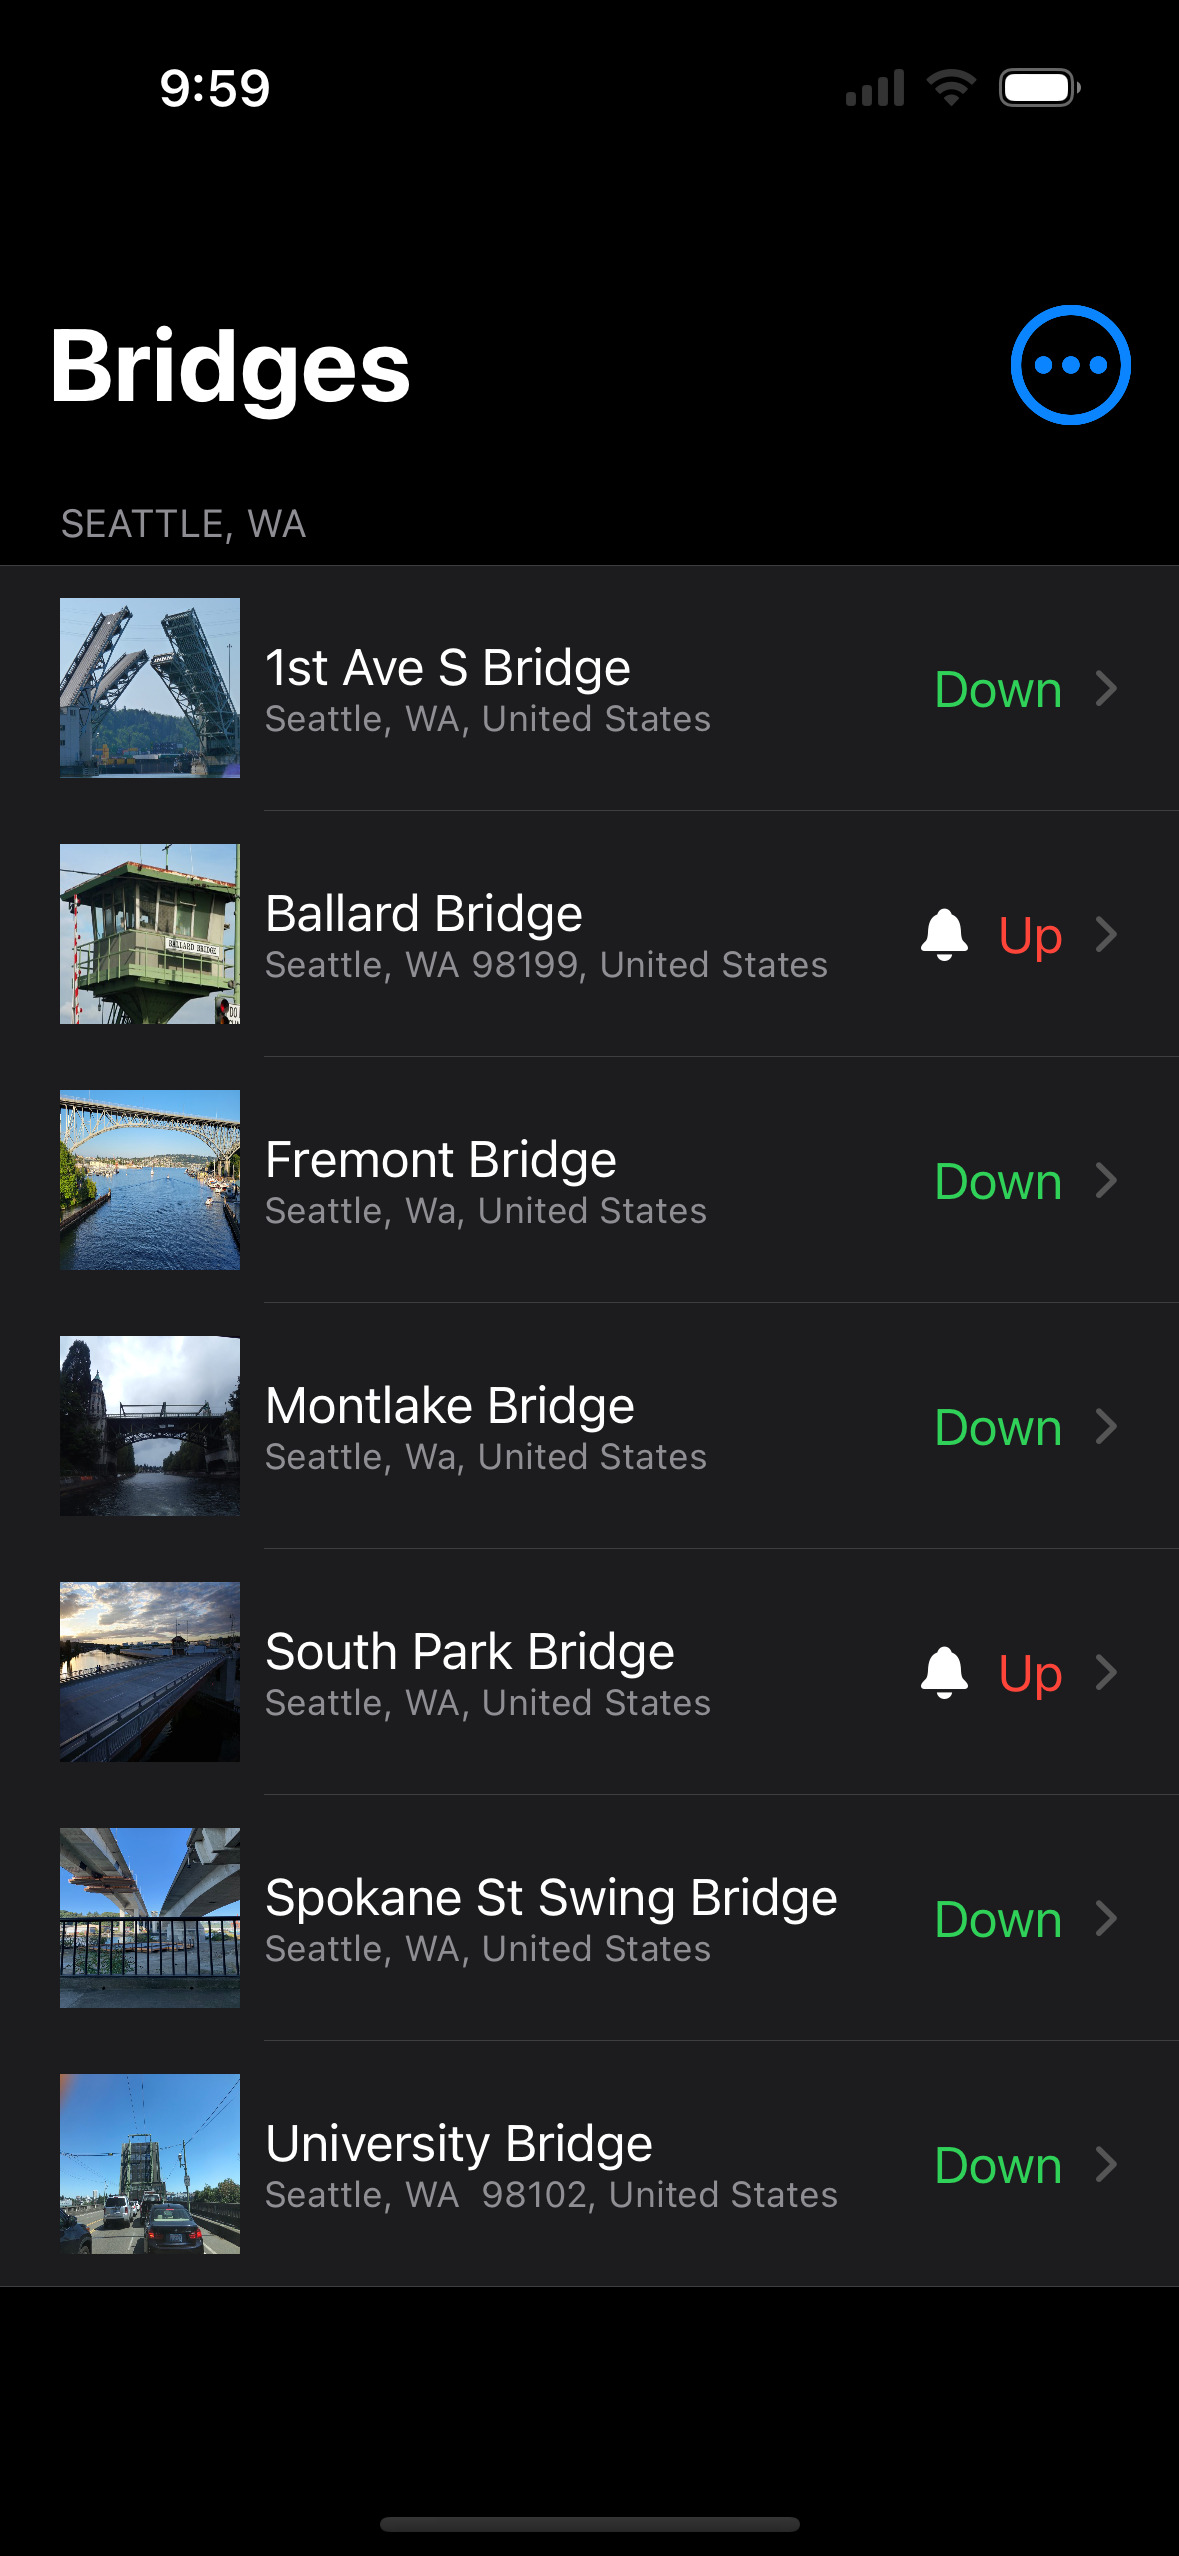 9:59
Bridges
SEATTLE, WA
1st Ave S Bridge
Seattle, WA, United States
Down
BALLARD BRIDGE
Ballard Bridge
Seattle, WA 98199, United States
Up
Fremont Bridge
Seattle, Wa, United States
Down
Montlake Bridge
Seattle, Wa, United States
Down
South Park Bridge
Seattle, WA, United States
Up
Spokane St Swing Bridge
Seattle, WA, United States
Down
University Bridge
Seattle, WA  98102, United States
Down